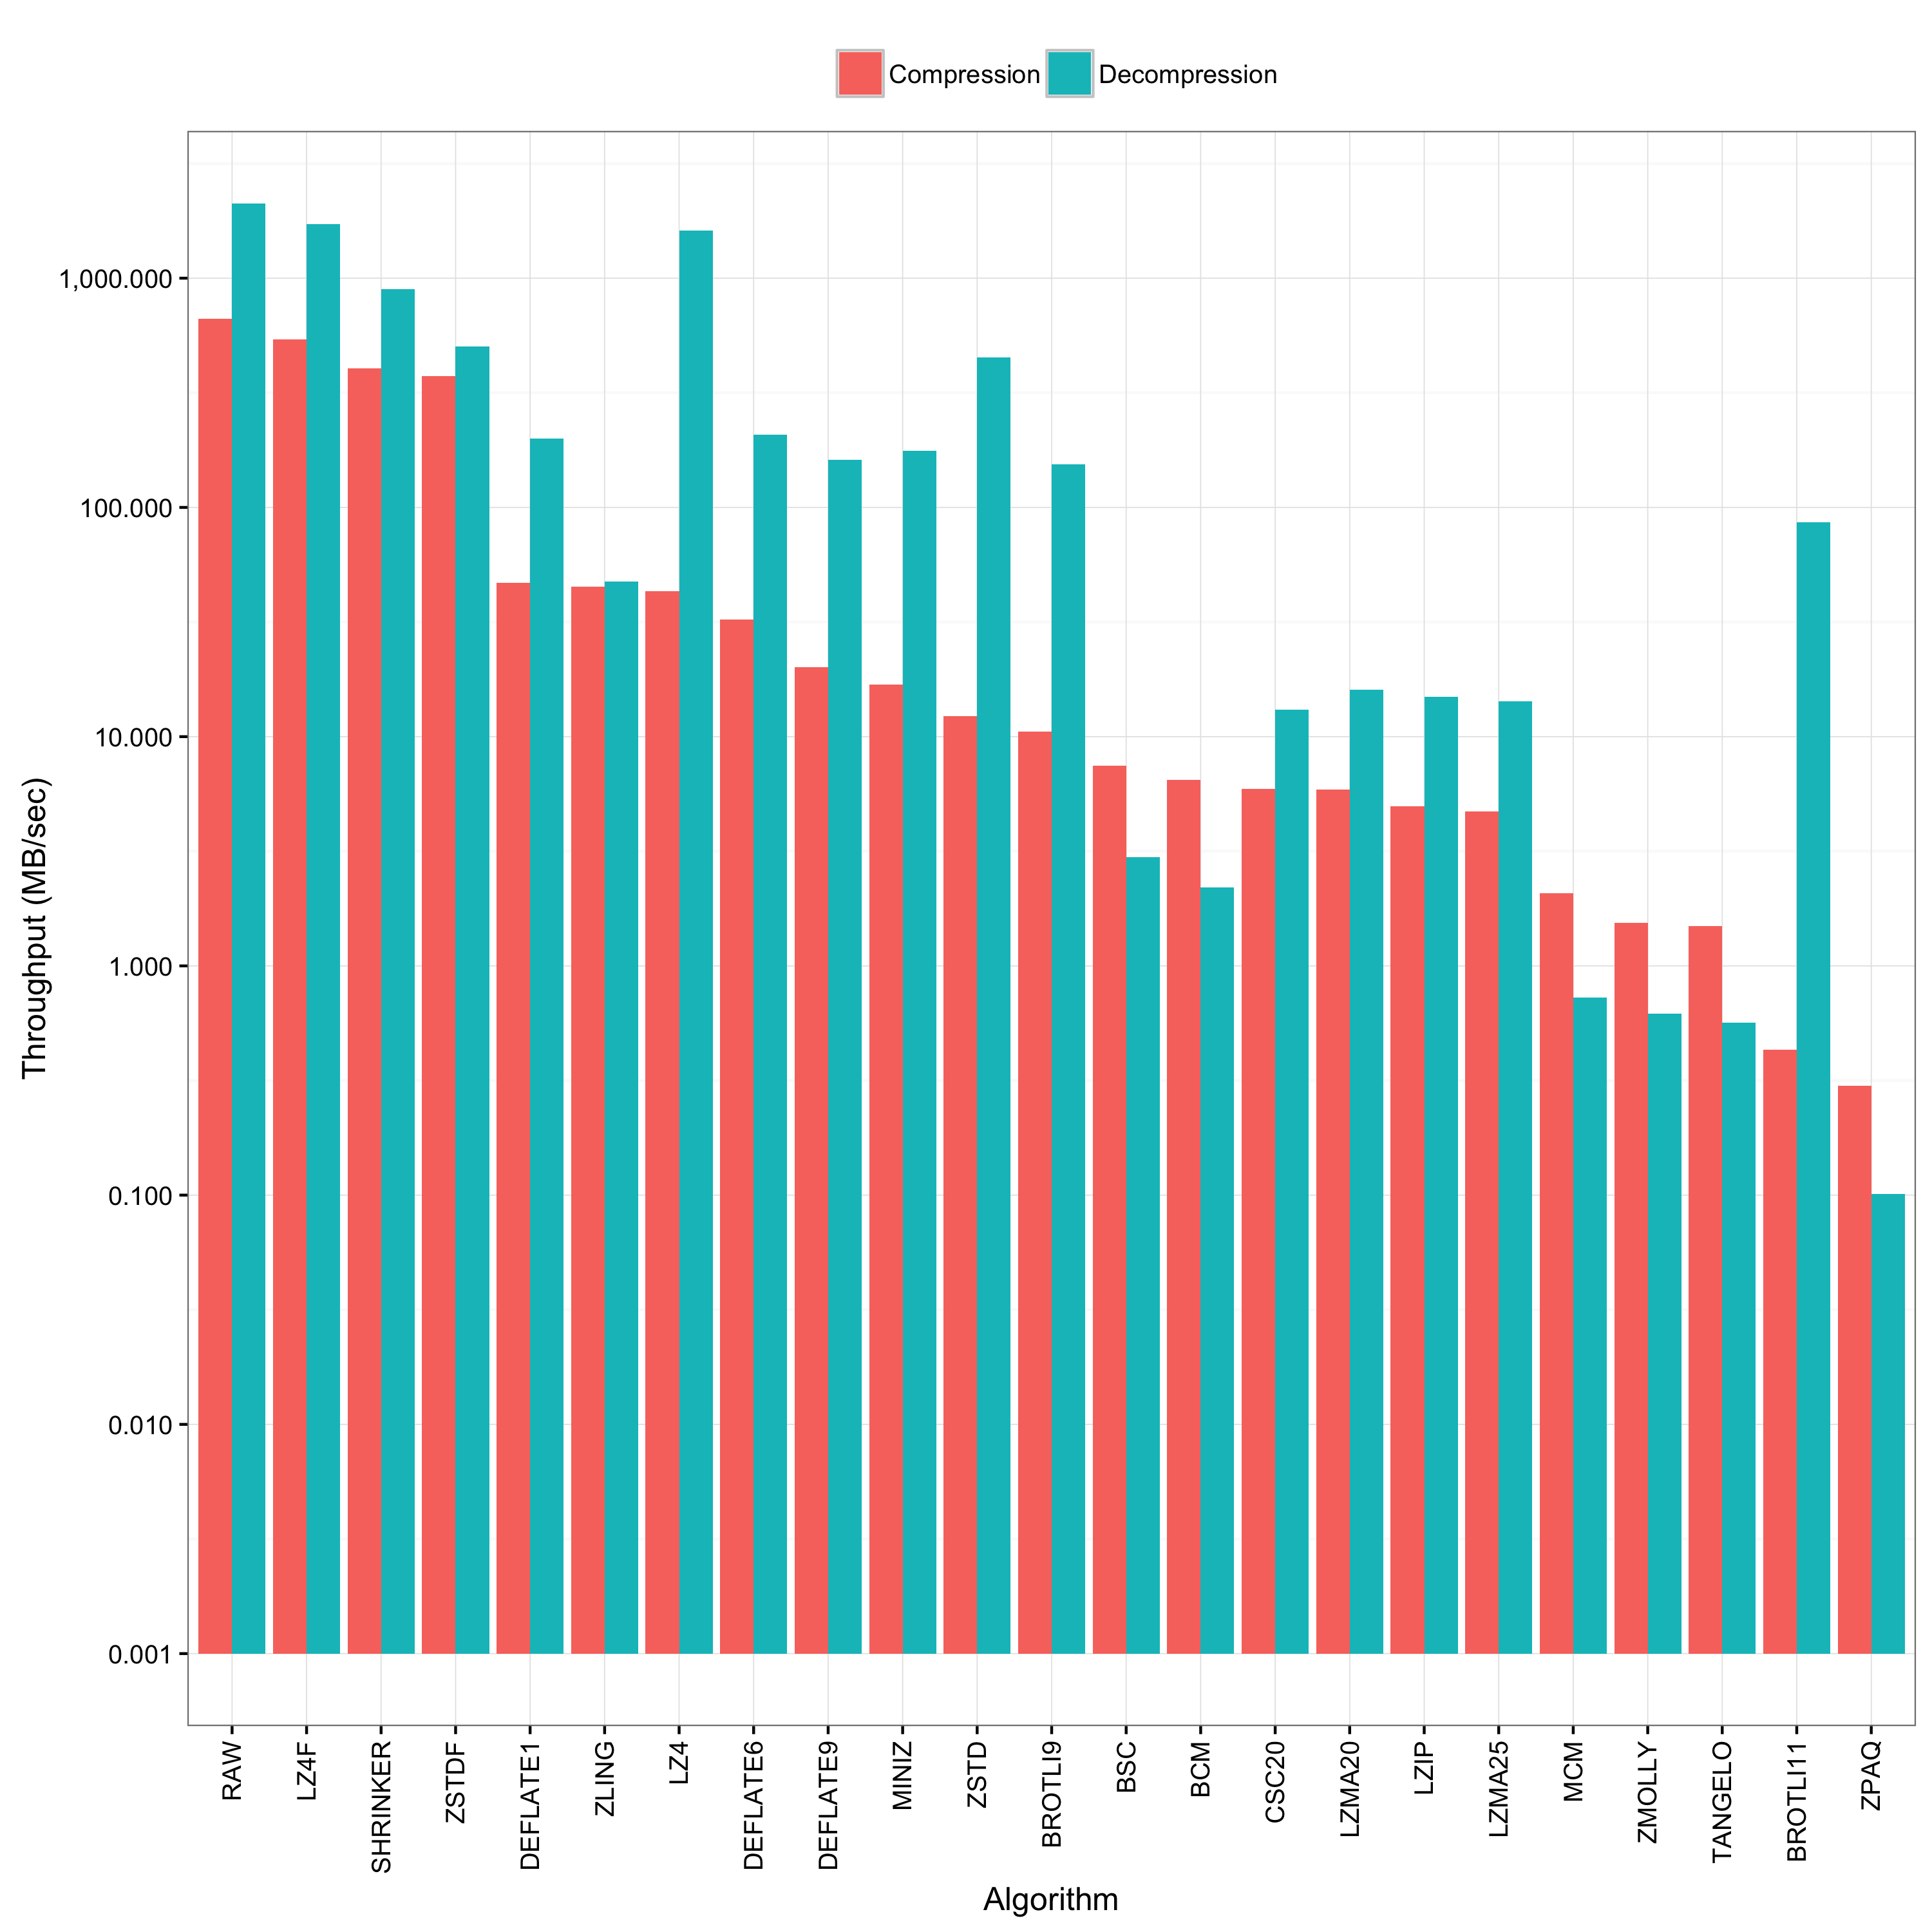 Compression Decompression
Throughput (MB/sec)
1,000.000
100.000
10.000
1.000
0.100
0.010
0.001
RAW
LZ4F
SHRINKER
ZSTDF
DEFLATE1
ZLING
LZ4
DEFLATE6
DEFLATE9
MINIZ
ZSTD
BROTLI9
BSC
BCM
CSC20
LZMA20
LZIP
LZMA25
MCM
ZMOLLY
TANGELO
BROTLI11
ZPAQ
Algorithm